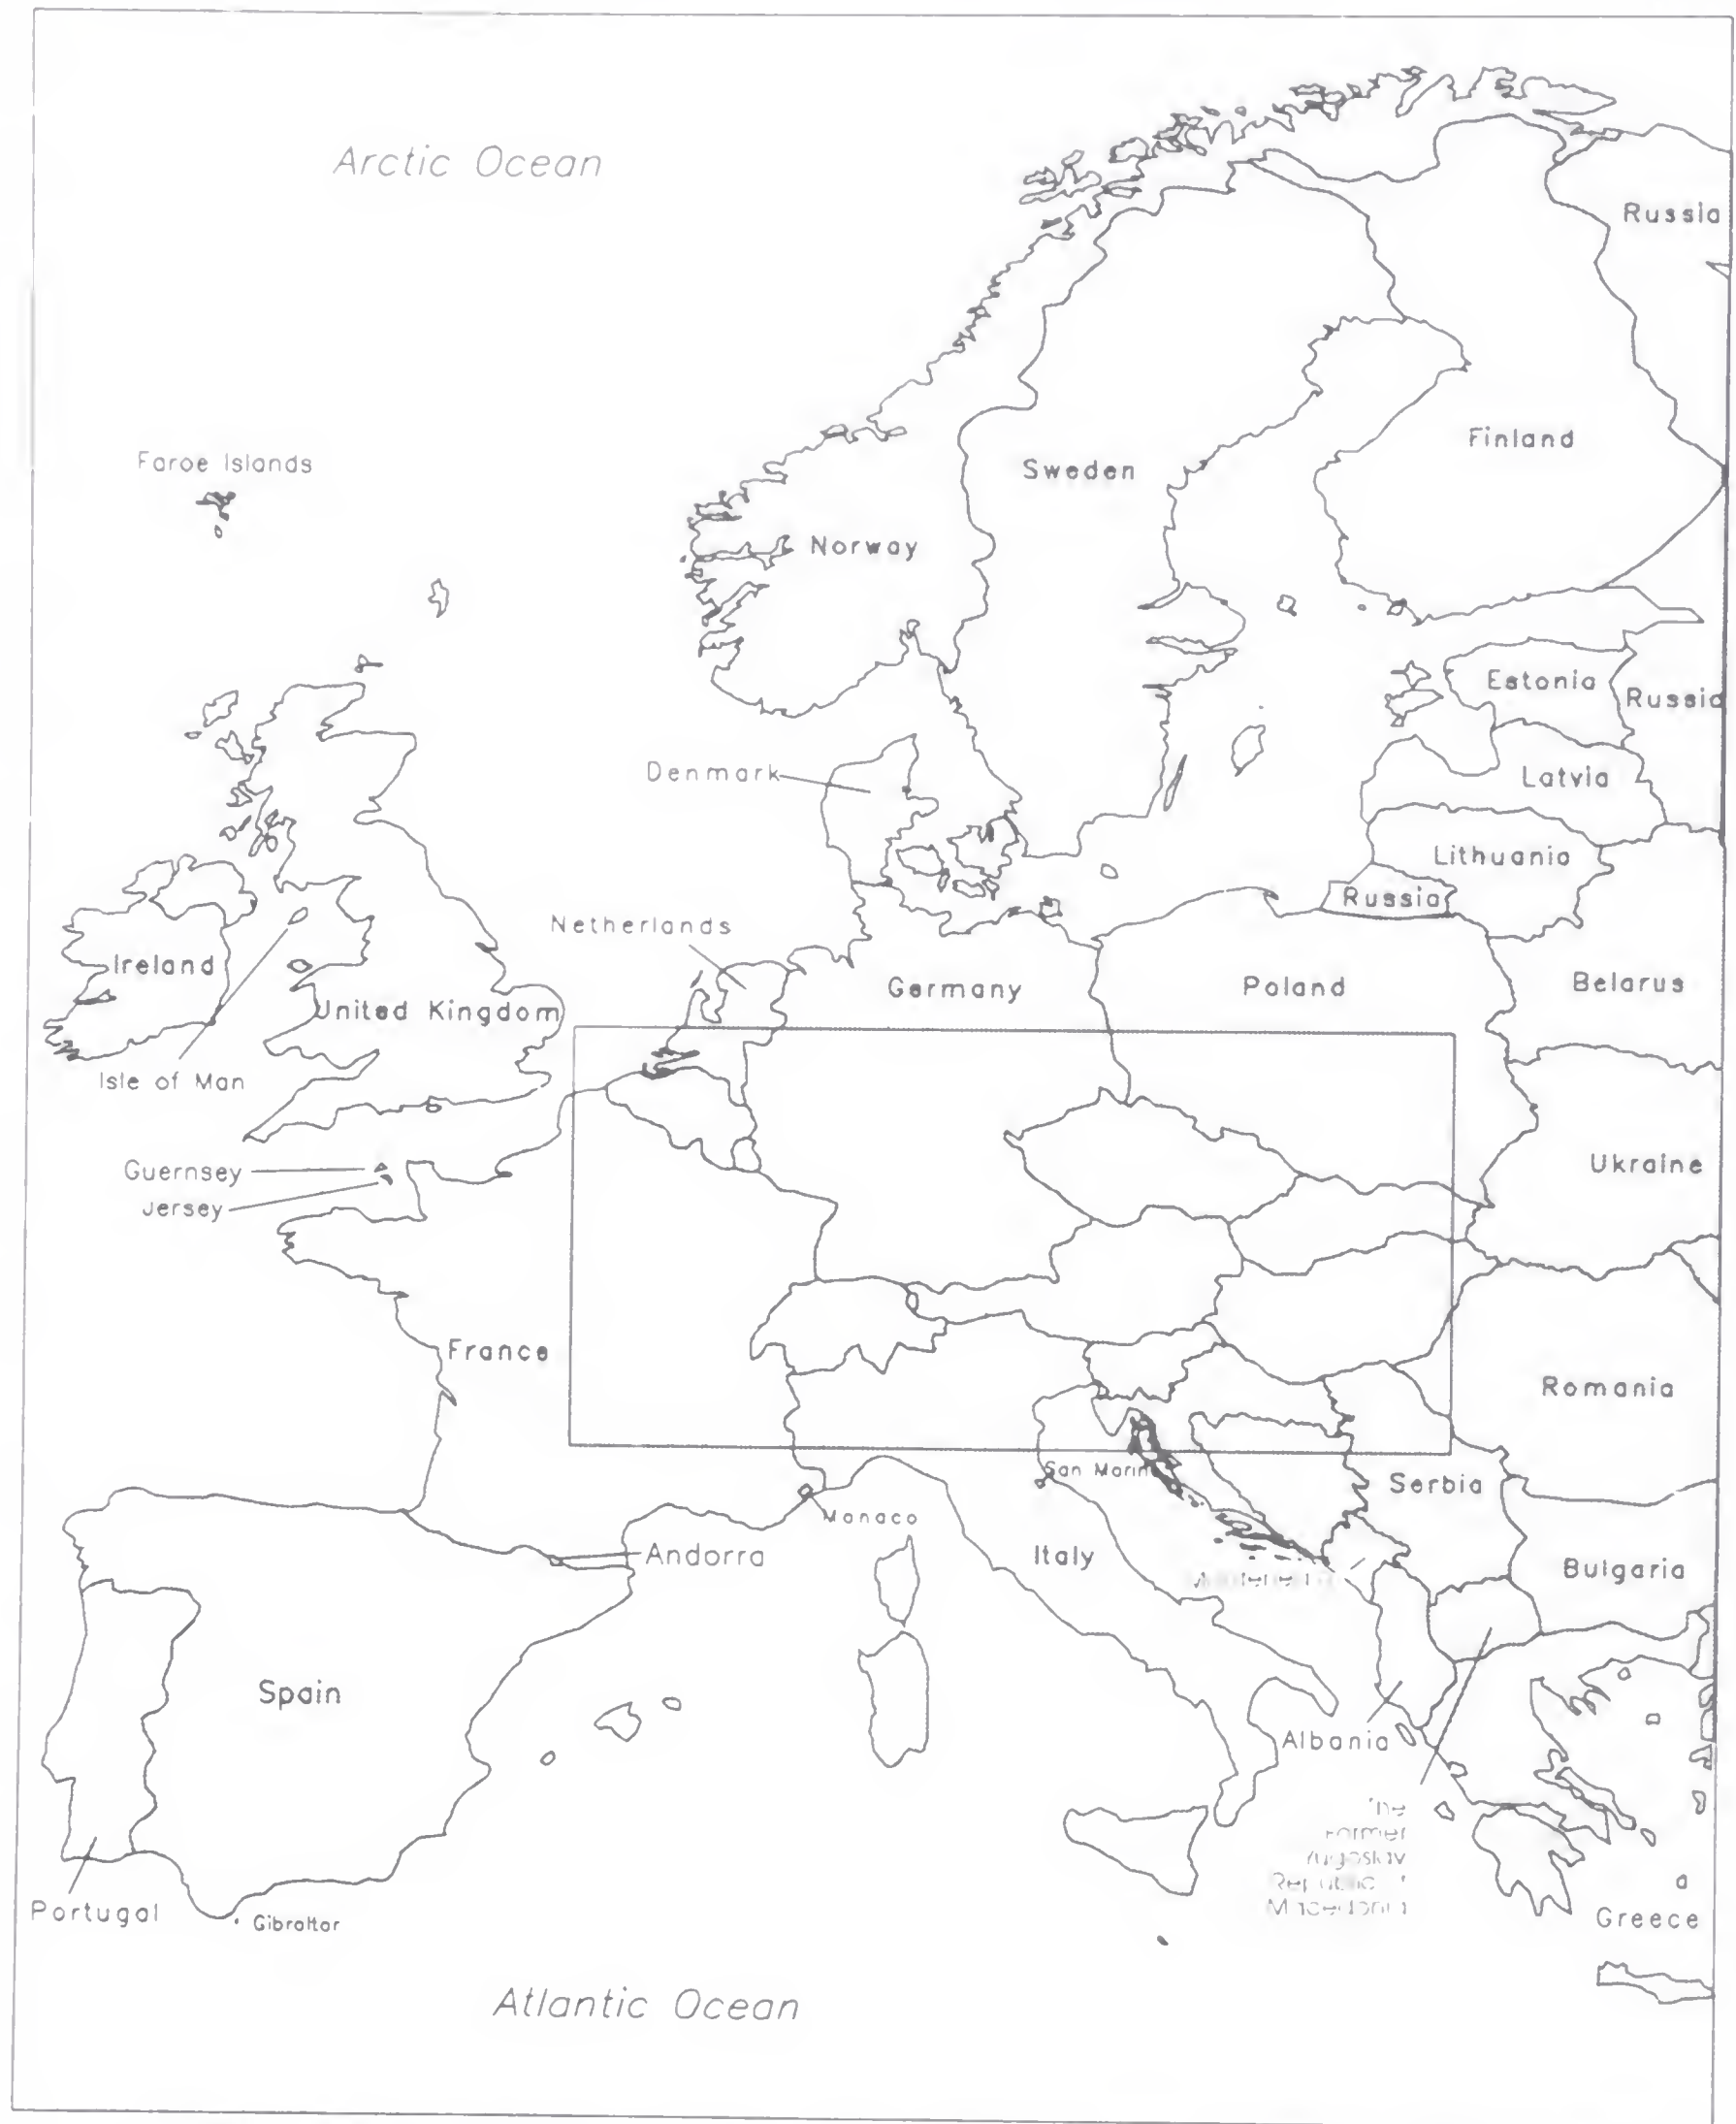 Arctic Ocean
Russia
Finland
Faroe Islands
Sweden
Norway
Estonia
Russia
Denmark
Latvia
Lithuania
Russia
Netherlands
Ireland
Germany
Poland
Belarus
United Kingdom
Isle of Man
Guernsey
Jersey
Ukraine
France
Romania
San Marin
Serbia
Monaco
Italy
Andorra
Bulgaria
Spain
Albania
The
Former
Yugoslav
Republic
Macedonia
Portugal
Gibraltar
Greece
Atlantic Ocean